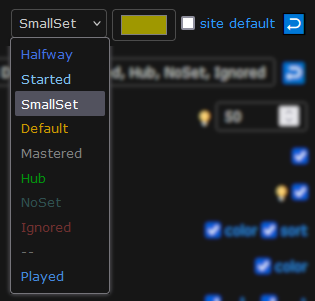 SmallSet
site default
Halfway
Started
SmallSet
Default
Mastered
Hub
NoSet
Ignored
--
Played
Hub, NoSet, Ignored
50
color sort
color